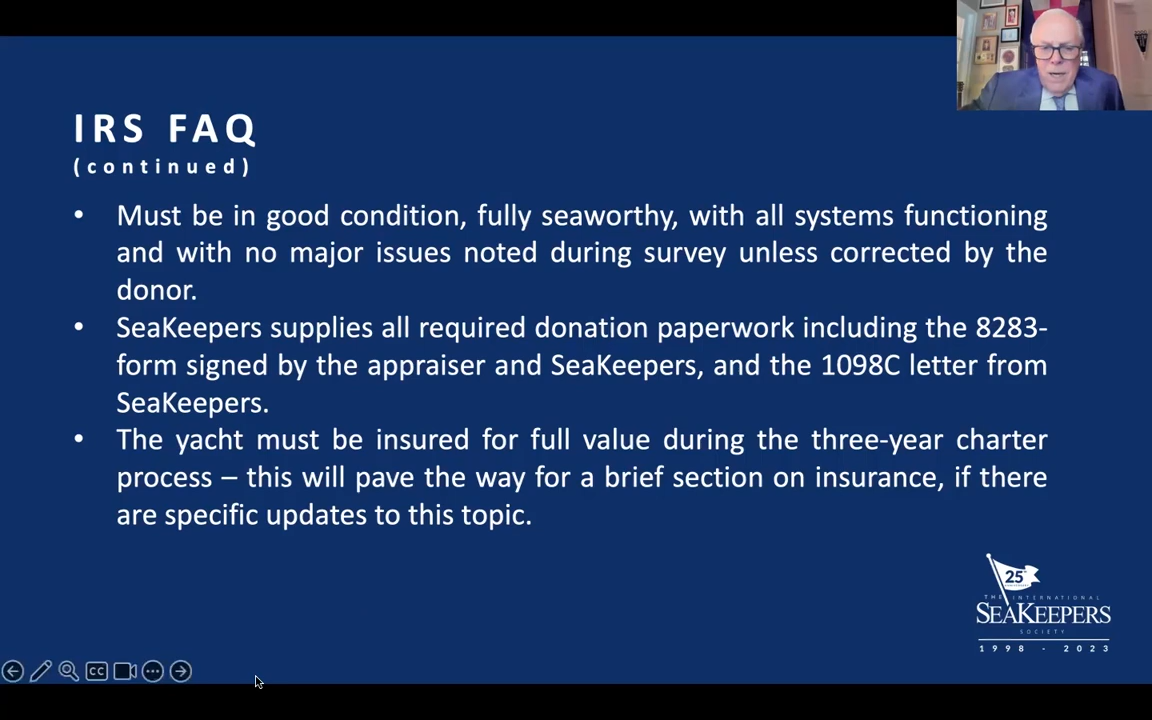 IRS FAQ
(continued)
• Must be in good condition, fully seaworthy, with all systems functioning
and with no major issues noted during survey unless corrected by the
donor.
• SeaKeepers supplies all required donation paperwork including the 8283-
form signed by the appraiser and SeaKeepers, and the 1098C letter from
SeaKeepers.
• The yacht must be insured for full value during the three-year charter
process – this will pave the way for a brief section on insurance, if there
are specific updates to this topic.
25
THE INTERNATIONAL
SEAKEEPERS
SOCIETY
1998 - 2023
CC